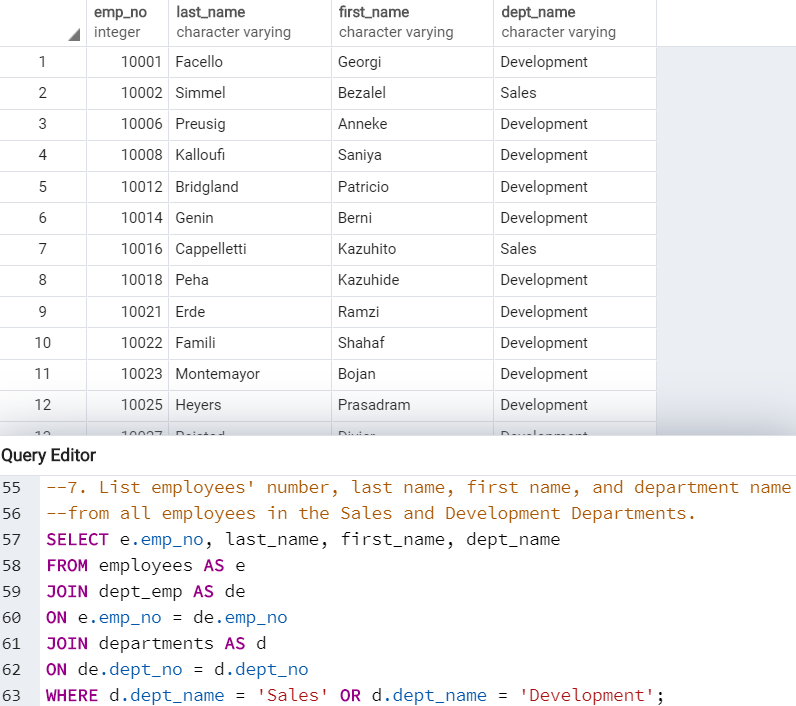 emp_no last_name first_name dept_name
integer character varying character varying character varying
1 10001 Facello Georgi Development
2 10002 Simmel Bezalel Sales
3 10006 Preusig Anneke Development
4 10008 Kalloufi Saniya Development
5 10012 Bridgland Patricio Development
6 10014 Genin Berni Development
7 10016 Cappelletti Kazuhito Sales
8 10018 Peha Kazuhide Development
9 10021 Erde Ramzi Development
10 10022 Famili Shahaf Development
11 10023 Montemayor Bojan Development
12 10025 Heyers Prasadram Development
Query Editor
55 --7. List employees' number, last name, first name, and department name
56 --from all employees in the Sales and Development Departments.
57 SELECT e.emp_no, last_name, first_name, dept_name
58 FROM employees AS e
59 JOIN dept_emp AS de
60 ON e.emp_no = de.emp_no
61 JOIN departments AS d
62 ON de.dept_no = d.dept_no
63 WHERE d.dept_name = 'Sales' OR d.dept_name = 'Development';